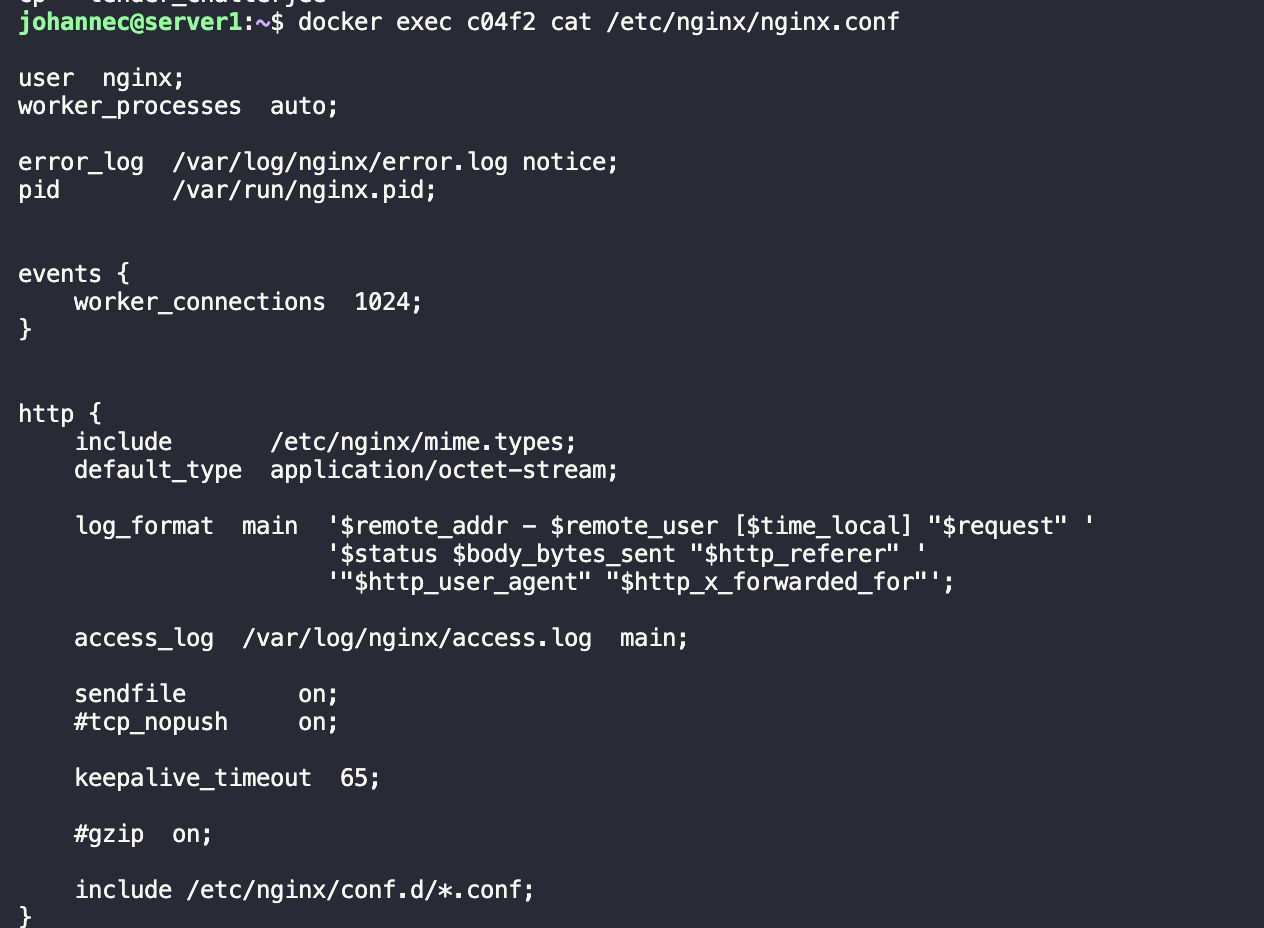 johannec@server1:~$ docker exec c04f2 cat /etc/nginx/nginx.conf

user  nginx;
worker_processes  auto;

error_log  /var/log/nginx/error.log notice;
pid        /var/run/nginx.pid;


events {
    worker_connections  1024;
}


http {
    include       /etc/nginx/mime.types;
    default_type  application/octet-stream;

    log_format  main  '$remote_addr - $remote_user [$time_local] "$request" '
                      '$status $body_bytes_sent "$http_referer" '
                      '"$http_user_agent" "$http_x_forwarded_for"';

    access_log  /var/log/nginx/access.log  main;

    sendfile        on;
    #tcp_nopush     on;

    keepalive_timeout  65;

    #gzip  on;

    include /etc/nginx/conf.d/*.conf;
}